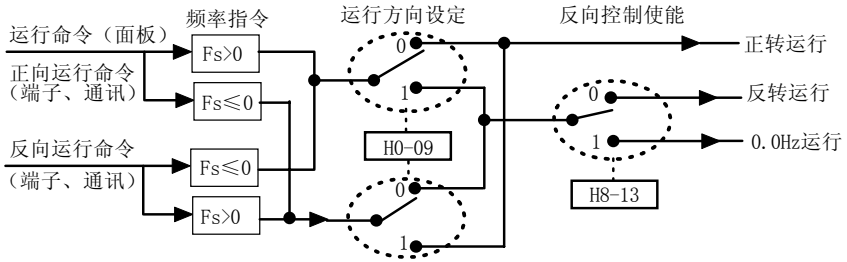 频率指令
运行方向设定
反向控制使能
运行命令（面板）
Fs>0
0
正转运行
正向运行命令
（端子、通讯）
Fs≤0
1
0
反转运行
反向运行命令
（端子、通讯）
Fs≤0
H0-09
1
0.0Hz运行
0
Fs>0
H8-13
1